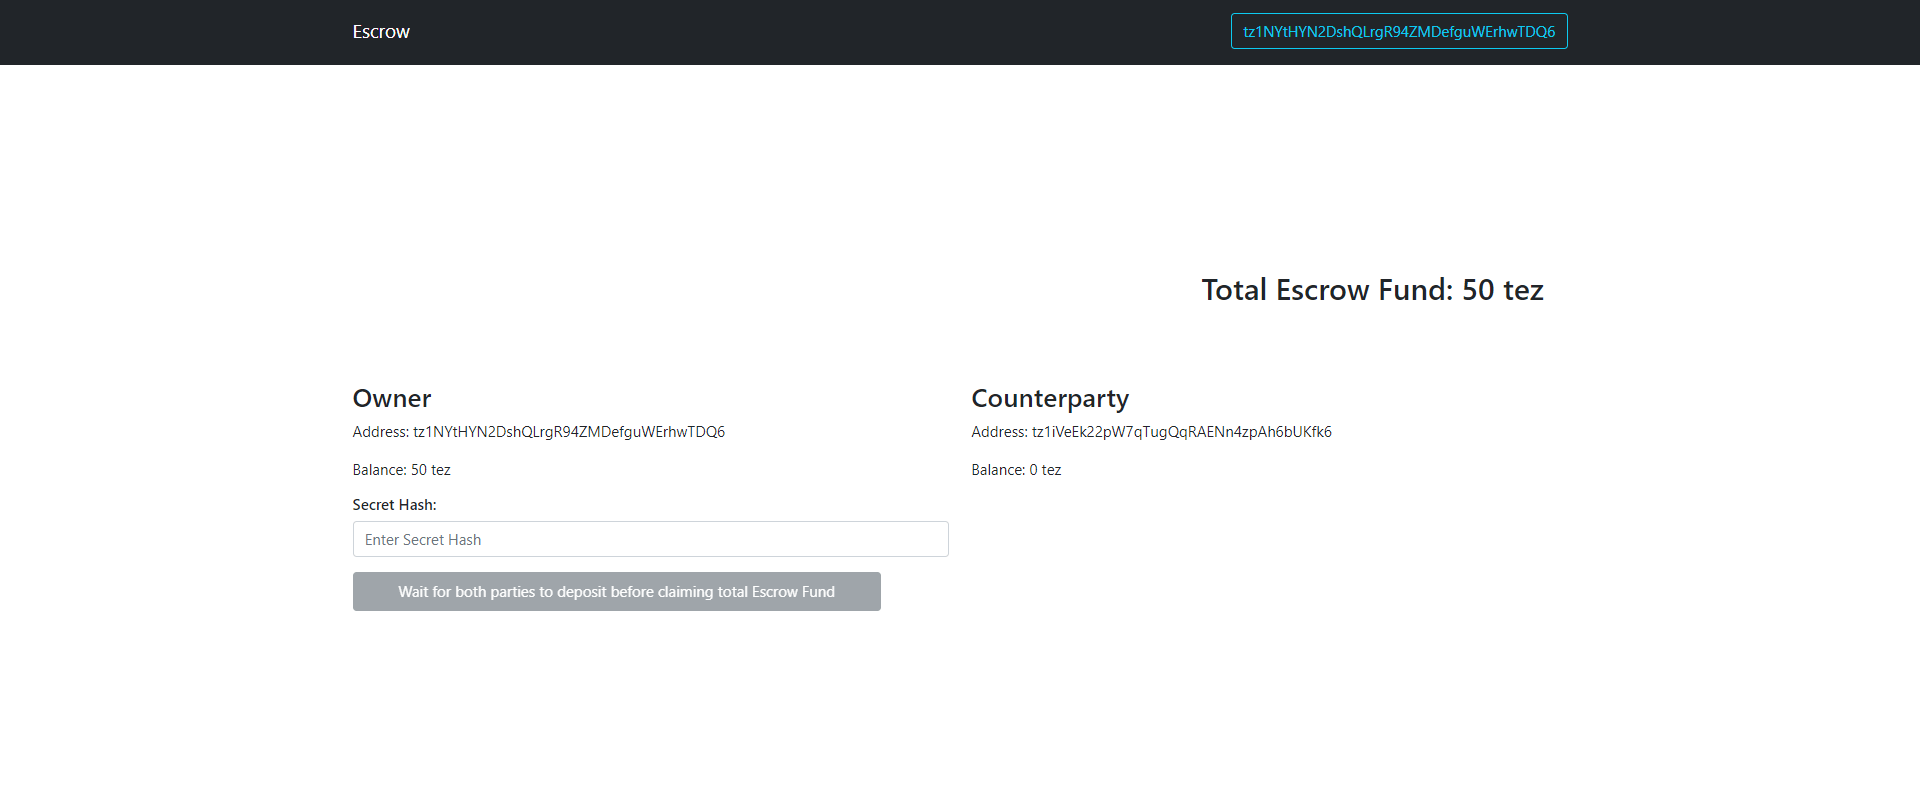 Escrow
tz1NYtHYN2DshQLrgR94ZMDefguWErhwTDQ6
Total Escrow Fund: 50 tez
Owner
Address: tz1NYtHYN2DshQLrgR94ZMDefguWErhwTDQ6
Balance: 50 tez
Secret Hash:
Enter Secret Hash
Wait for both parties to deposit before claiming total Escrow Fund
Counterparty
Address: tz1iVeEk22pW7qTugQqRAENn4zpAh6bUKfk6
Balance: 0 tez